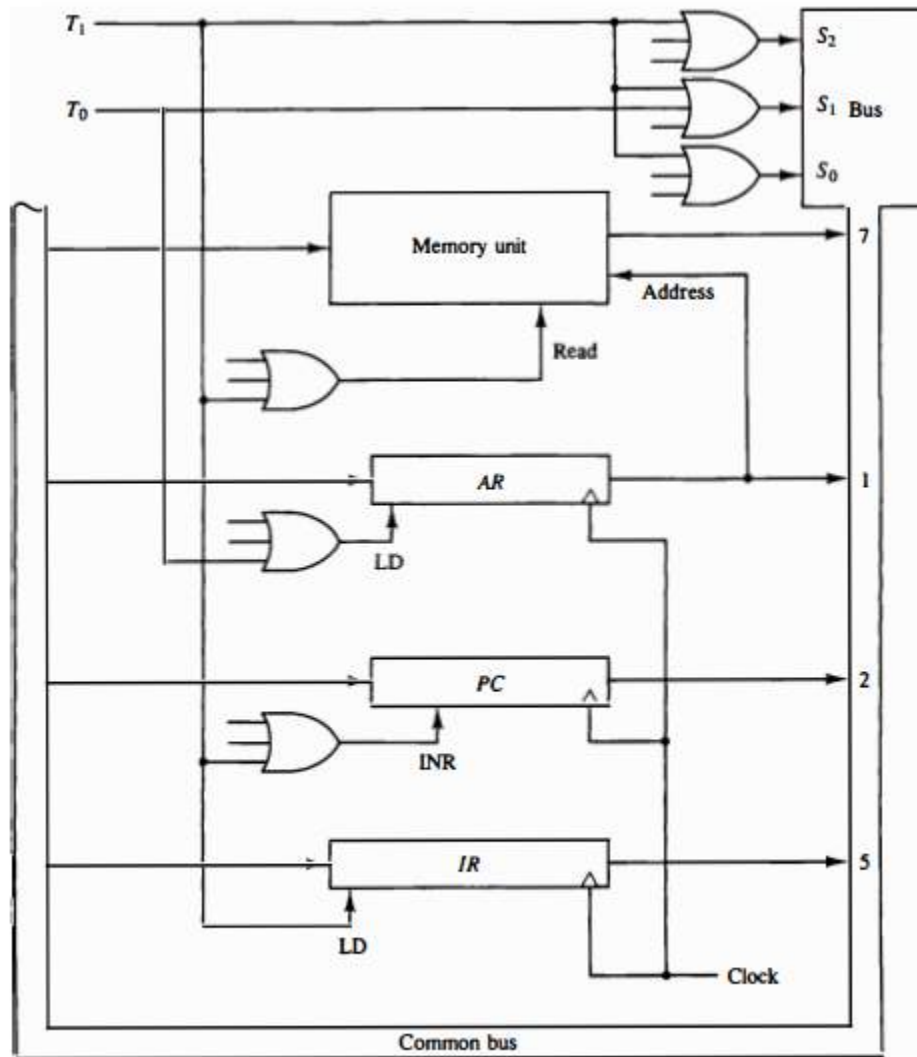 T₁
S₂
T₀
S₁ Bus
S₀
Memory unit
7
Address
Read
AR
1
LD
PC
2
INR
IR
5
LD
Clock
Common bus